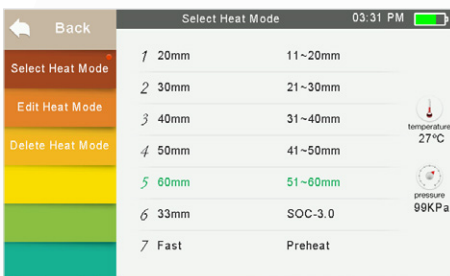 Back
Select Heat Mode
03:31 PM
Select Heat Mode
Edit Heat Mode
Delete Heat Mode
1 20mm 11~20mm
2 30mm 21~30mm
3 40mm 31~40mm
4 50mm 41~50mm
5 60mm 51~60mm
6 33mm SOC-3.0
7 Fast Preheat
temperature
27°C
pressure
99KPa